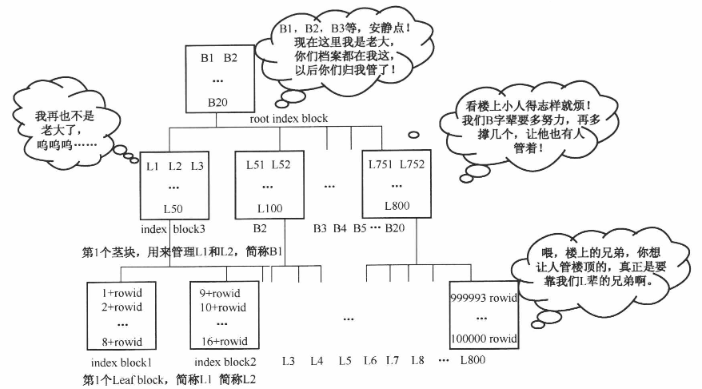 B1，B2，B3等，安静点！
现在这里我是老大，
你们档案都在我这，
以后你们归我管了！
B1 B2
...
B20
root index block
我再也不是
老大了，
呜呜呜……
看楼上小人得志样就烦！
我们B字辈要多努力，再多
撑几个，让他也有人
管着！
L1 L2 L3
...
L50
L51 L52
...
L100
...
L751 L752
...
L800
index block3
B2
B3 B4 B5 ··· B20
第1个茎块，用来管理L1和L2，简称B1
喂，楼上的兄弟，你想
让人管楼顶的，真正是要
靠我们L辈的兄弟啊。
1+rowid
2+rowid
...
8+rowid
9+rowid
10+rowid
...
16+rowid
...
999993 rowid
...
100000 rowid
index block1
index block2
L3 L4 L5 L6 L7 L8 ··· L800
第1个Leaf block，简称L1 简称L2